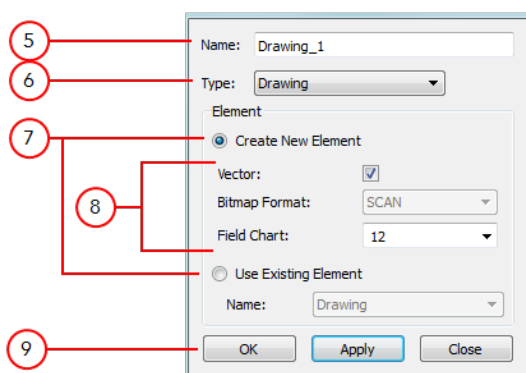 5 Name: Drawing_1
6 Type: Drawing
Element
7 Create New Element
Vector:
8 Bitmap Format: SCAN
Field Chart: 12
Use Existing Element
Name: Drawing
9 OK Apply Close